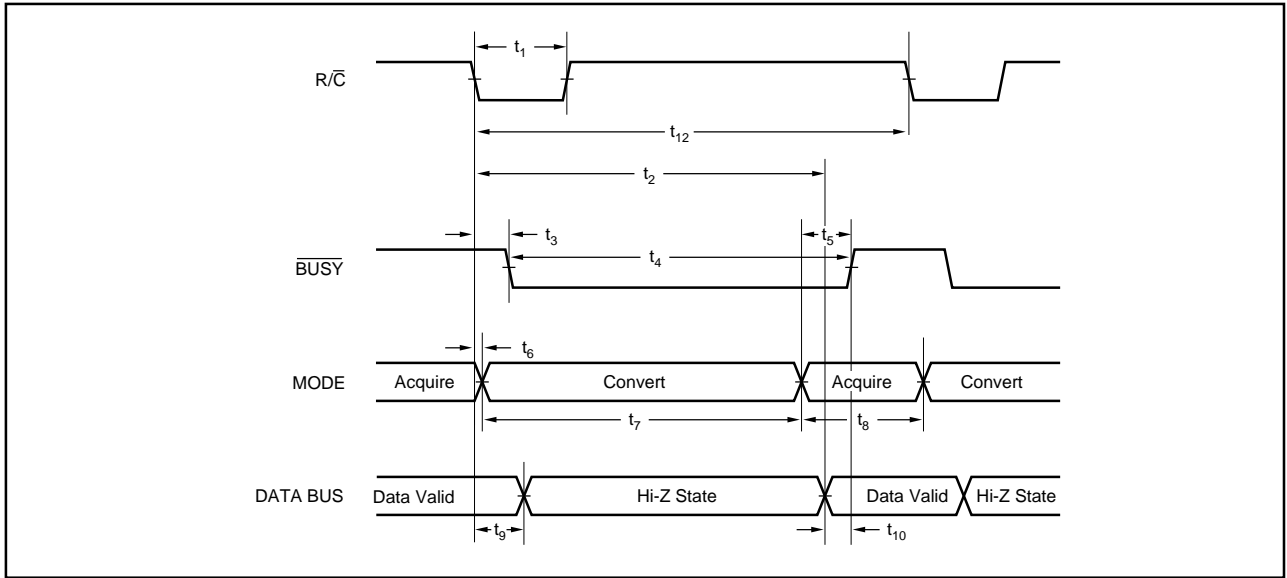 t₁
R/C̅
t₁₂
t₂
t₃
t₅
t₄
B̅U̅S̅Y̅
t₆
MODE Acquire Convert Acquire Convert
t₇
t₈
DATA BUS Data Valid Hi-Z State Data Valid Hi-Z State
t₉
t₁₀